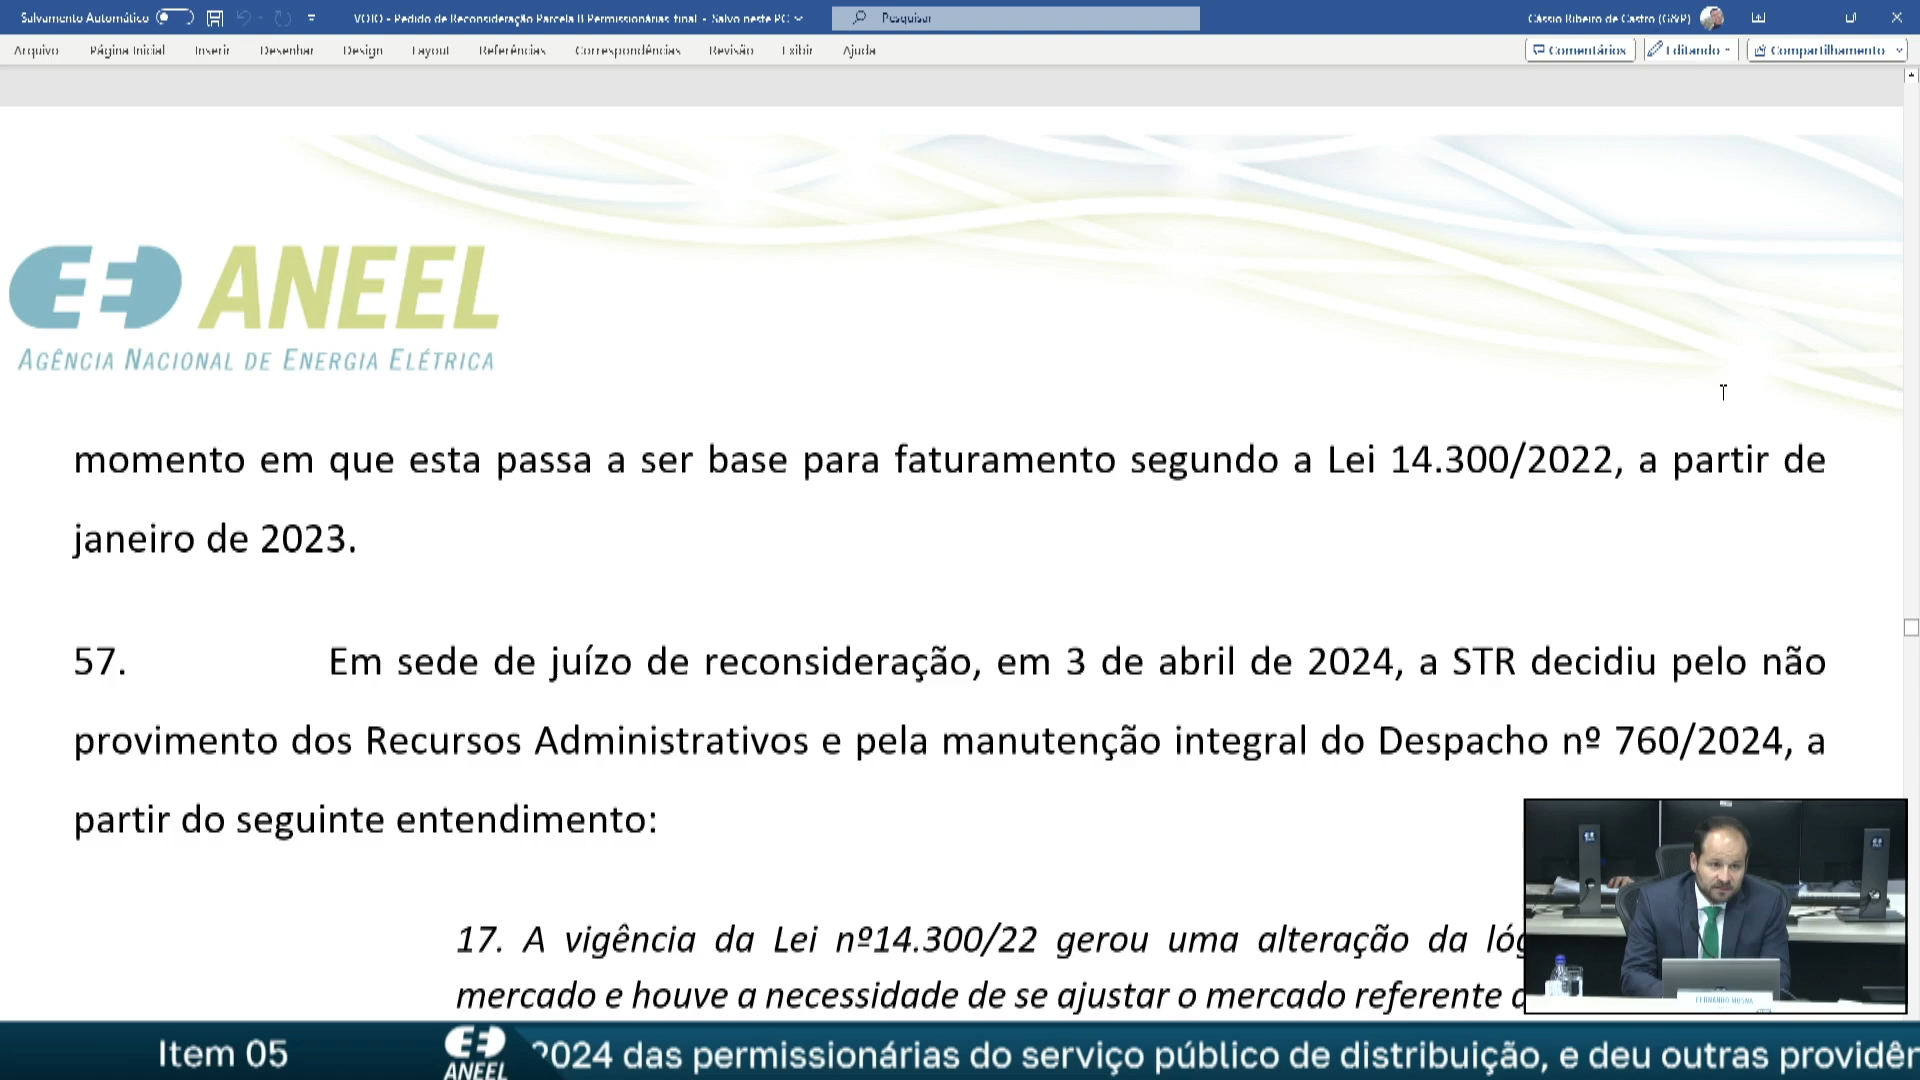 Salvamento Automático
VOTO - Pedido de Reconsideração Parcela B Permissionárias_final - Salvo neste PC
Pesquisar
Cássio Ribeiro de Castro (G&P)
Arquivo Página Inicial Inserir Desenhar Design Layout Referências Correspondências Revisão Exibir Ajuda
Comentários Editando Compartilhamento
ANEEL
AGÊNCIA NACIONAL DE ENERGIA ELÉTRICA
momento em que esta passa a ser base para faturamento segundo a Lei 14.300/2022, a partir de
janeiro de 2023.
57. Em sede de juízo de reconsideração, em 3 de abril de 2024, a STR decidiu pelo não
provimento dos Recursos Administrativos e pela manutenção integral do Despacho nº 760/2024, a
partir do seguinte entendimento:
17. A vigência da Lei nº14.300/22 gerou uma alteração da lóg
mercado e houve a necessidade de se ajustar o mercado referente
FERNANDO MOSNA
Item 05
ANEEL
2024 das permissionárias do serviço público de distribuição, e deu outras providên